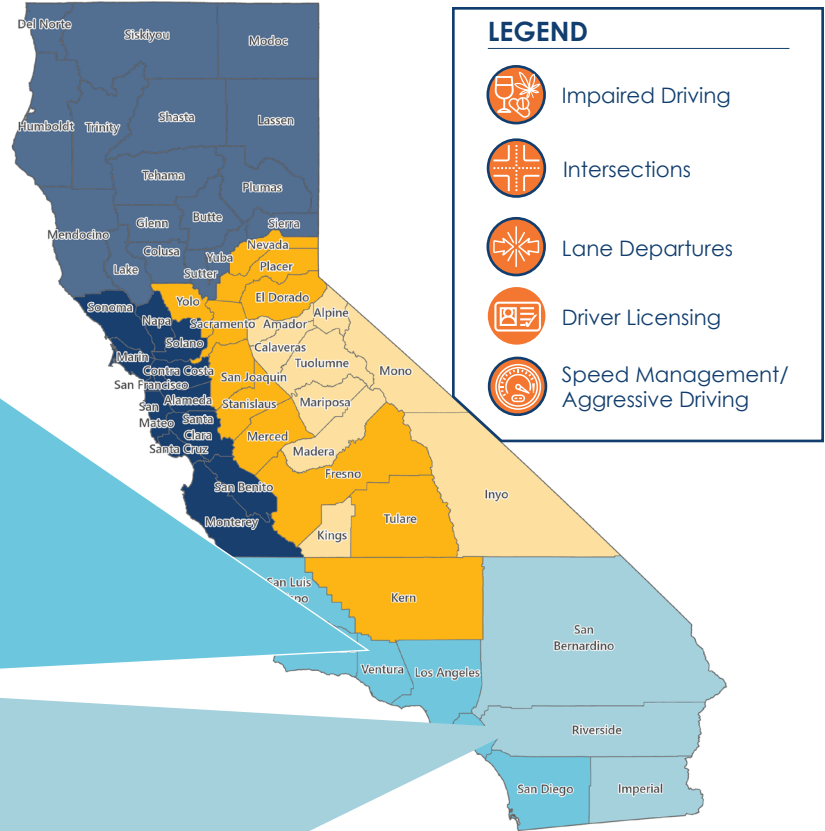 LEGEND
Impaired Driving
Intersections
Lane Departures
Driver Licensing
Speed Management/
Aggressive Driving
Del Norte
Siskiyou
Modoc
Humboldt
Trinity
Shasta
Lassen
Tehama
Plumas
Mendocino
Glenn
Butte
Sierra
Colusa
Lake
Yuba
Sutter
Nevada
Placer
El Dorado
Sonoma
Napa
Yolo
Sacramento
Amador
Alpine
Solano
Calaveras
Marin
Contra Costa
Tuolumne
Mono
San Francisco
San Joaquin
Alameda
San
Mateo
Stanislaus
Mariposa
Santa
Clara
Merced
Santa Cruz
Madera
Fresno
San Benito
Inyo
Monterey
Kings
Tulare
San Luis
Kern
San
Bernardino
Ventura
Los Angeles
Riverside
San Diego
Imperial